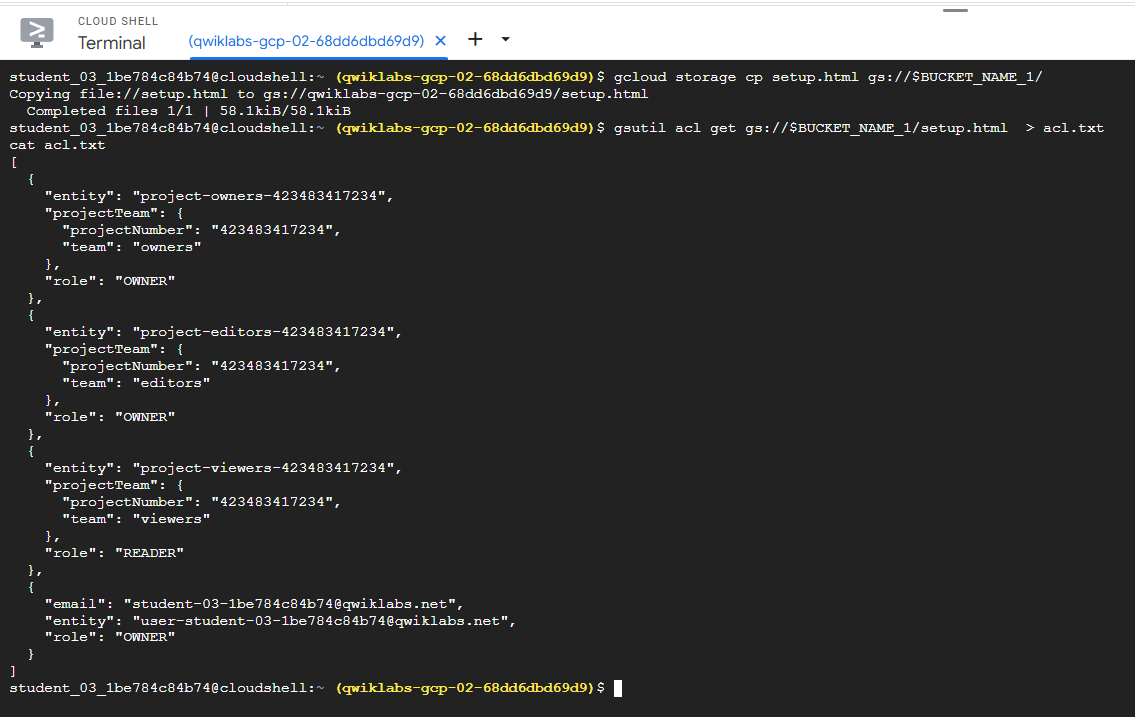 CLOUD SHELL
Terminal
(qwiklabs-gcp-02-68dd6dbd69d9)
student_03_1be784c84b74@cloudshell:~ (qwiklabs-gcp-02-68dd6dbd69d9)$ gcloud storage cp setup.html gs://$BUCKET_NAME_1/
Copying file://setup.html to gs://qwiklabs-gcp-02-68dd6dbd69d9/setup.html
  Completed files 1/1 | 58.1kiB/58.1kiB
student_03_1be784c84b74@cloudshell:~ (qwiklabs-gcp-02-68dd6dbd69d9)$ gsutil acl get gs://$BUCKET_NAME_1/setup.html  > acl.txt
cat acl.txt
[
  {
    "entity": "project-owners-423483417234",
    "projectTeam": {
      "projectNumber": "423483417234",
      "team": "owners"
    },
    "role": "OWNER"
  },
  {
    "entity": "project-editors-423483417234",
    "projectTeam": {
      "projectNumber": "423483417234",
      "team": "editors"
    },
    "role": "OWNER"
  },
  {
    "entity": "project-viewers-423483417234",
    "projectTeam": {
      "projectNumber": "423483417234",
      "team": "viewers"
    },
    "role": "READER"
  },
  {
    "email": "student-03-1be784c84b74@qwiklabs.net",
    "entity": "user-student-03-1be784c84b74@qwiklabs.net",
    "role": "OWNER"
  }
]
student_03_1be784c84b74@cloudshell:~ (qwiklabs-gcp-02-68dd6dbd69d9)$